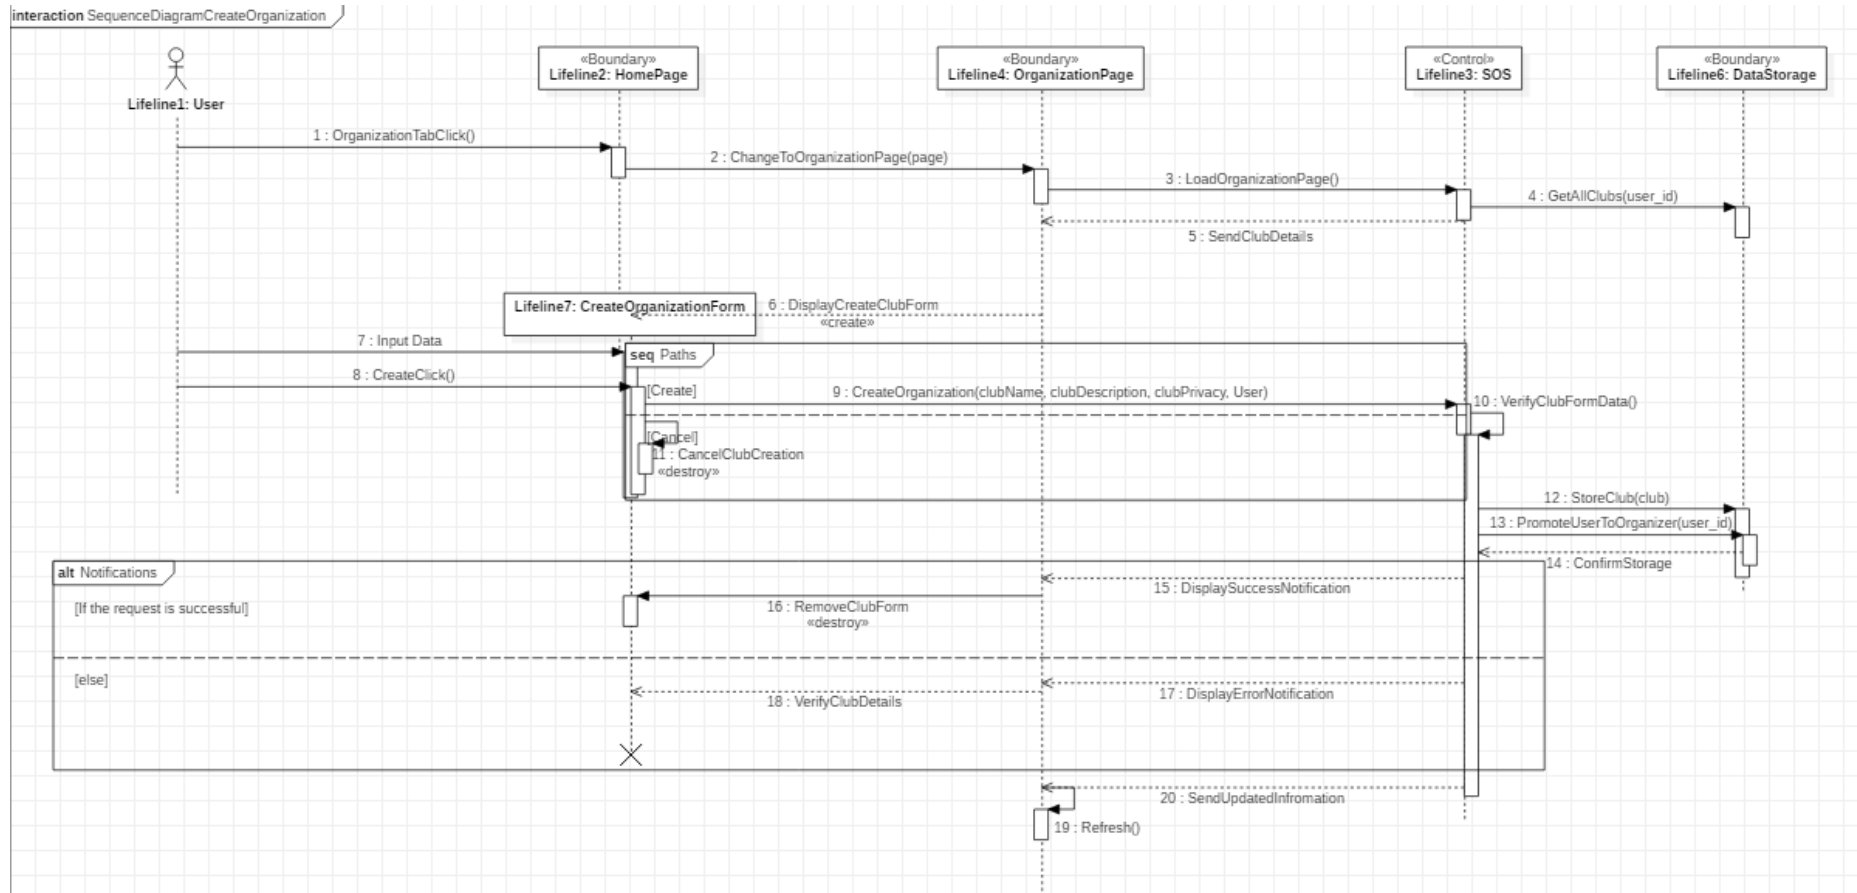 interaction SequenceDiagramCreateOrganization
«Boundary»
Lifeline2: HomePage
«Boundary»
Lifeline4: OrganizationPage
«Control»
Lifeline3: SOS
«Boundary»
Lifeline6: DataStorage
Lifeline1: User
1 : OrganizationTabClick()
2 : ChangeToOrganizationPage(page)
3 : LoadOrganizationPage()
4 : GetAllClubs(user_id)
5 : SendClubDetails
Lifeline7: CreateOrganizationForm
6 : DisplayCreateClubForm
«create»
7 : Input Data
seq Paths
8 : CreateClick()
[Create]
9 : CreateOrganization(clubName, clubDescription, clubPrivacy, User)
10 : VerifyClubFormData()
[Cancel]
11 : CancelClubCreation
«destroy»
12 : StoreClub(club)
13 : PromoteUserToOrganizer(user_id)
14 : ConfirmStorage
alt Notifications
15 : DisplaySuccessNotification
[If the request is successful]
16 : RemoveClubForm
«destroy»
[else]
17 : DisplayErrorNotification
18 : VerifyClubDetails
20 : SendUpdatedInfromation
19 : Refresh()